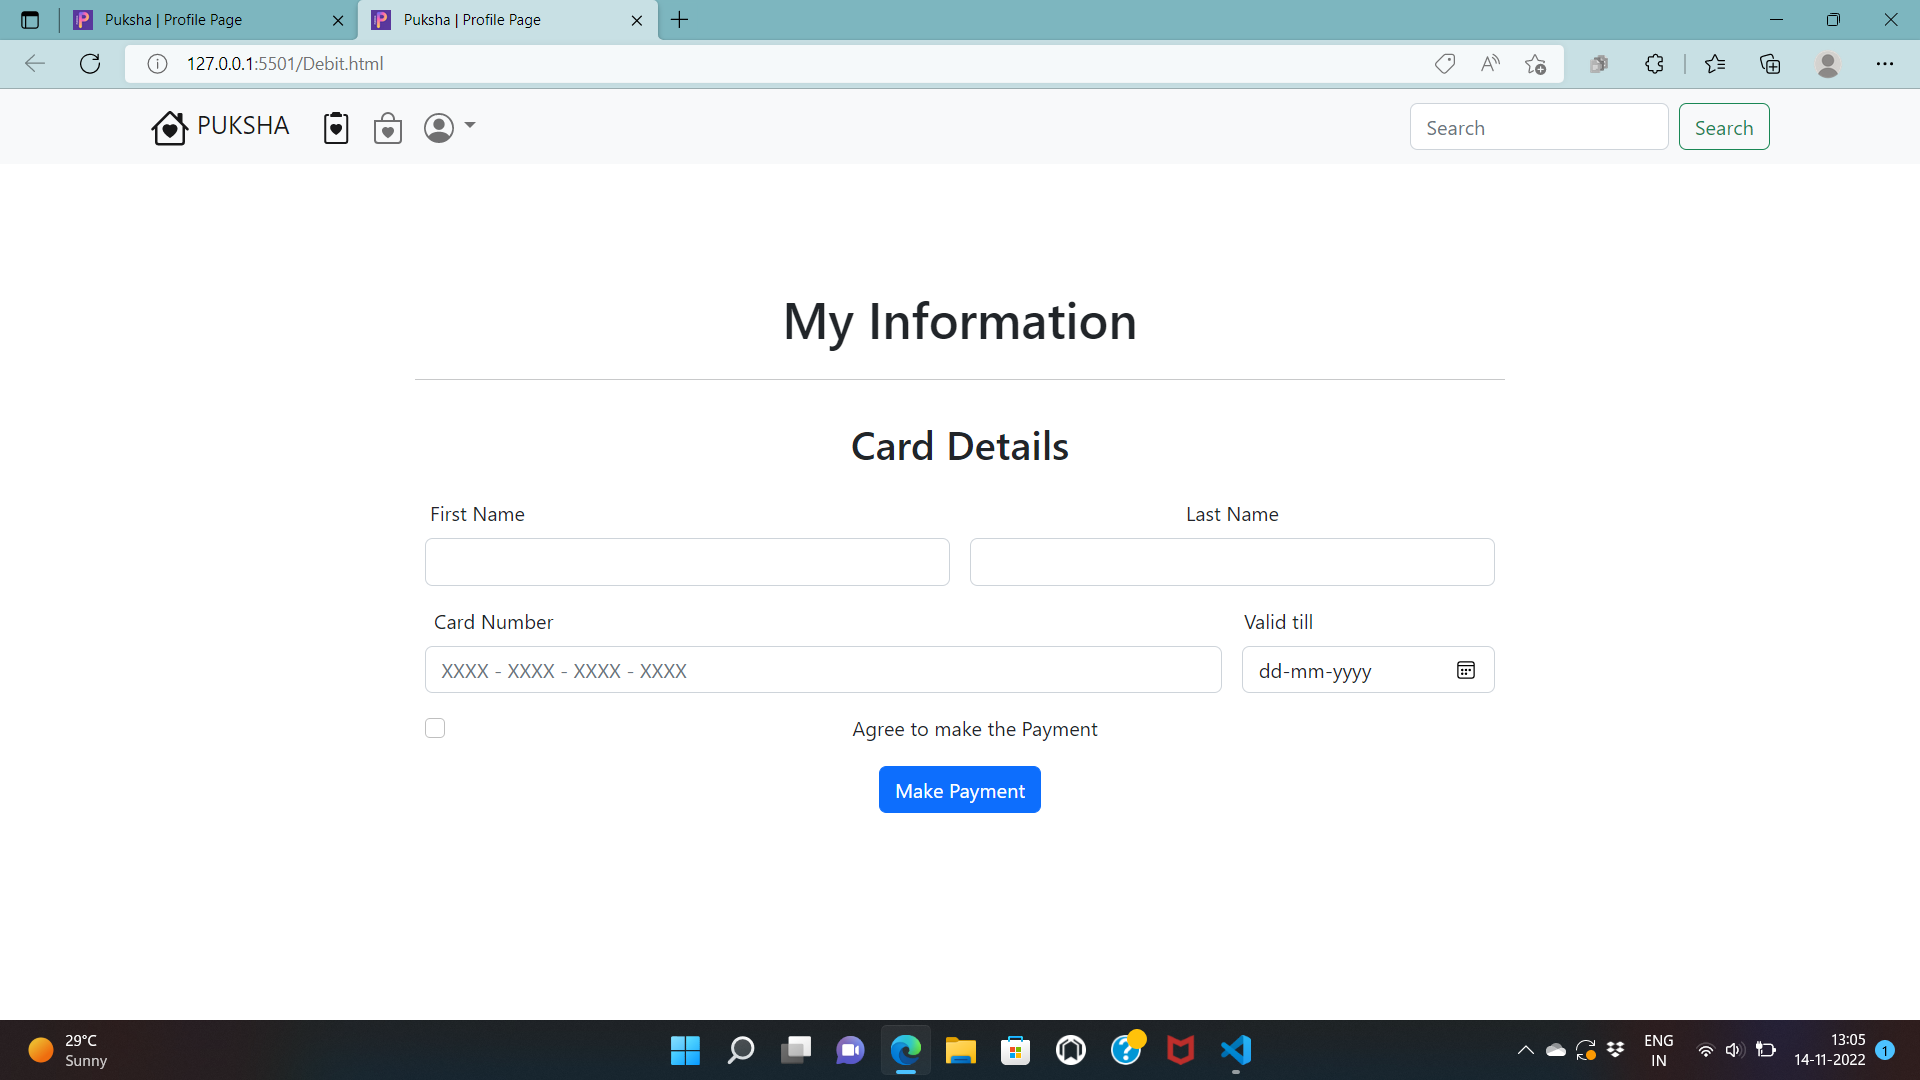 Puksha | Profile Page
Puksha | Profile Page
127.0.0.1:5501/Debit.html
PUKSHA
Search
Search
My Information
Card Details
First Name
Last Name
Card Number
Valid till
XXXX - XXXX - XXXX - XXXX
dd-mm-yyyy
Agree to make the Payment
Make Payment
29°C
Sunny
ENG
IN
13:05
14-11-2022
1